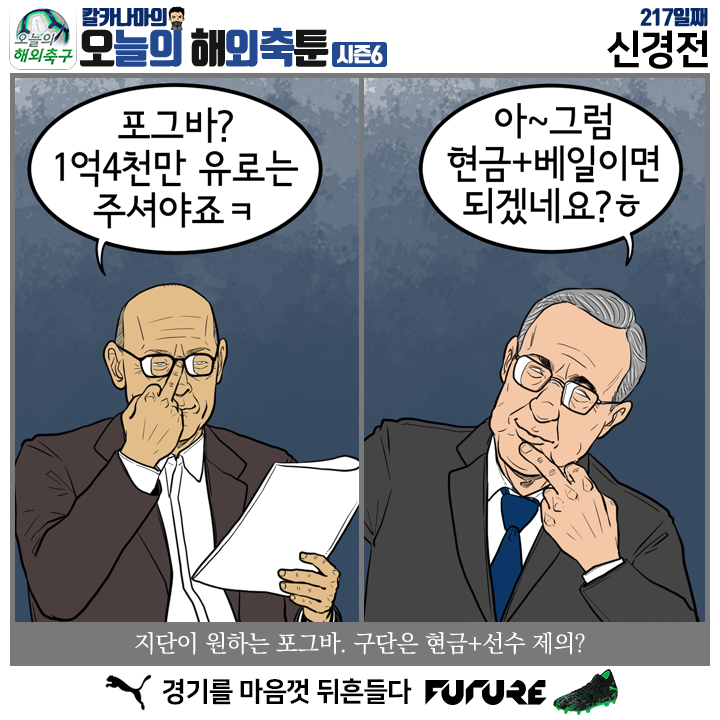 오늘의
해외축구
칼카나마의
오늘의 해외축툰
시즌6
217일째
신경전
포그바?
1억4천만 유로는
주셔야죠ㅋ
아~그럼
현금+베일이면
되겠네요?ㅎ
지단이 원하는 포그바. 구단은 현금+선수 제의?
경기를 마음껏 뒤흔들다 FUTURE